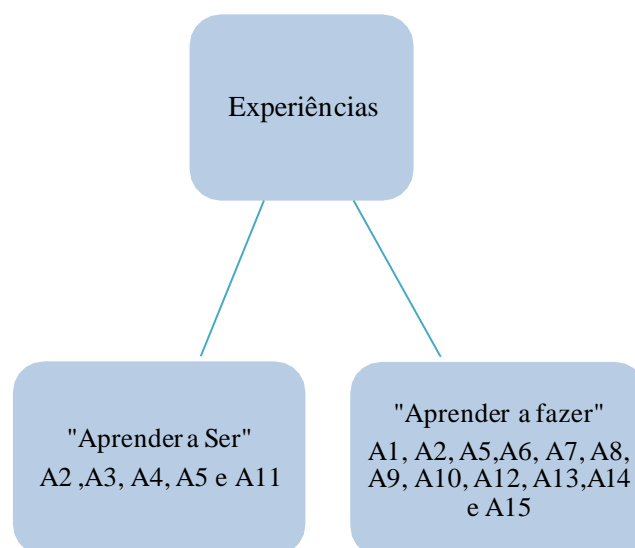 Experiências
"Aprender a Ser"
A2 ,A3, A4, A5 e A11
"Aprender a fazer"
A1, A2, A5,A6, A7, A8,
A9, A10, A12, A13,A14
e A15